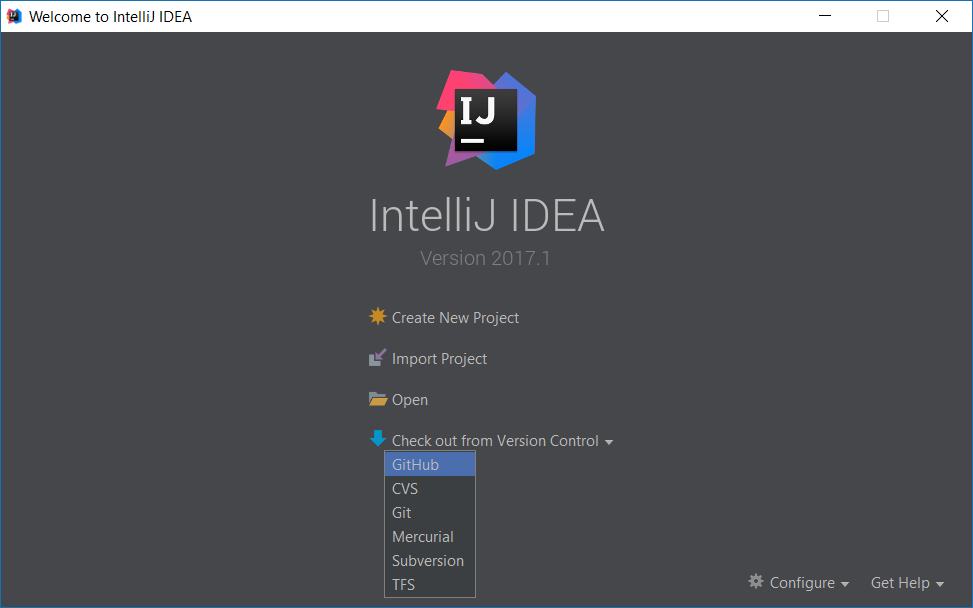 Welcome to IntelliJ IDEA
IJ
IntelliJ IDEA
Version 2017.1
Create New Project
Import Project
Open
Check out from Version Control
GitHub
CVS
Git
Mercurial
Subversion
TFS
Configure
Get Help